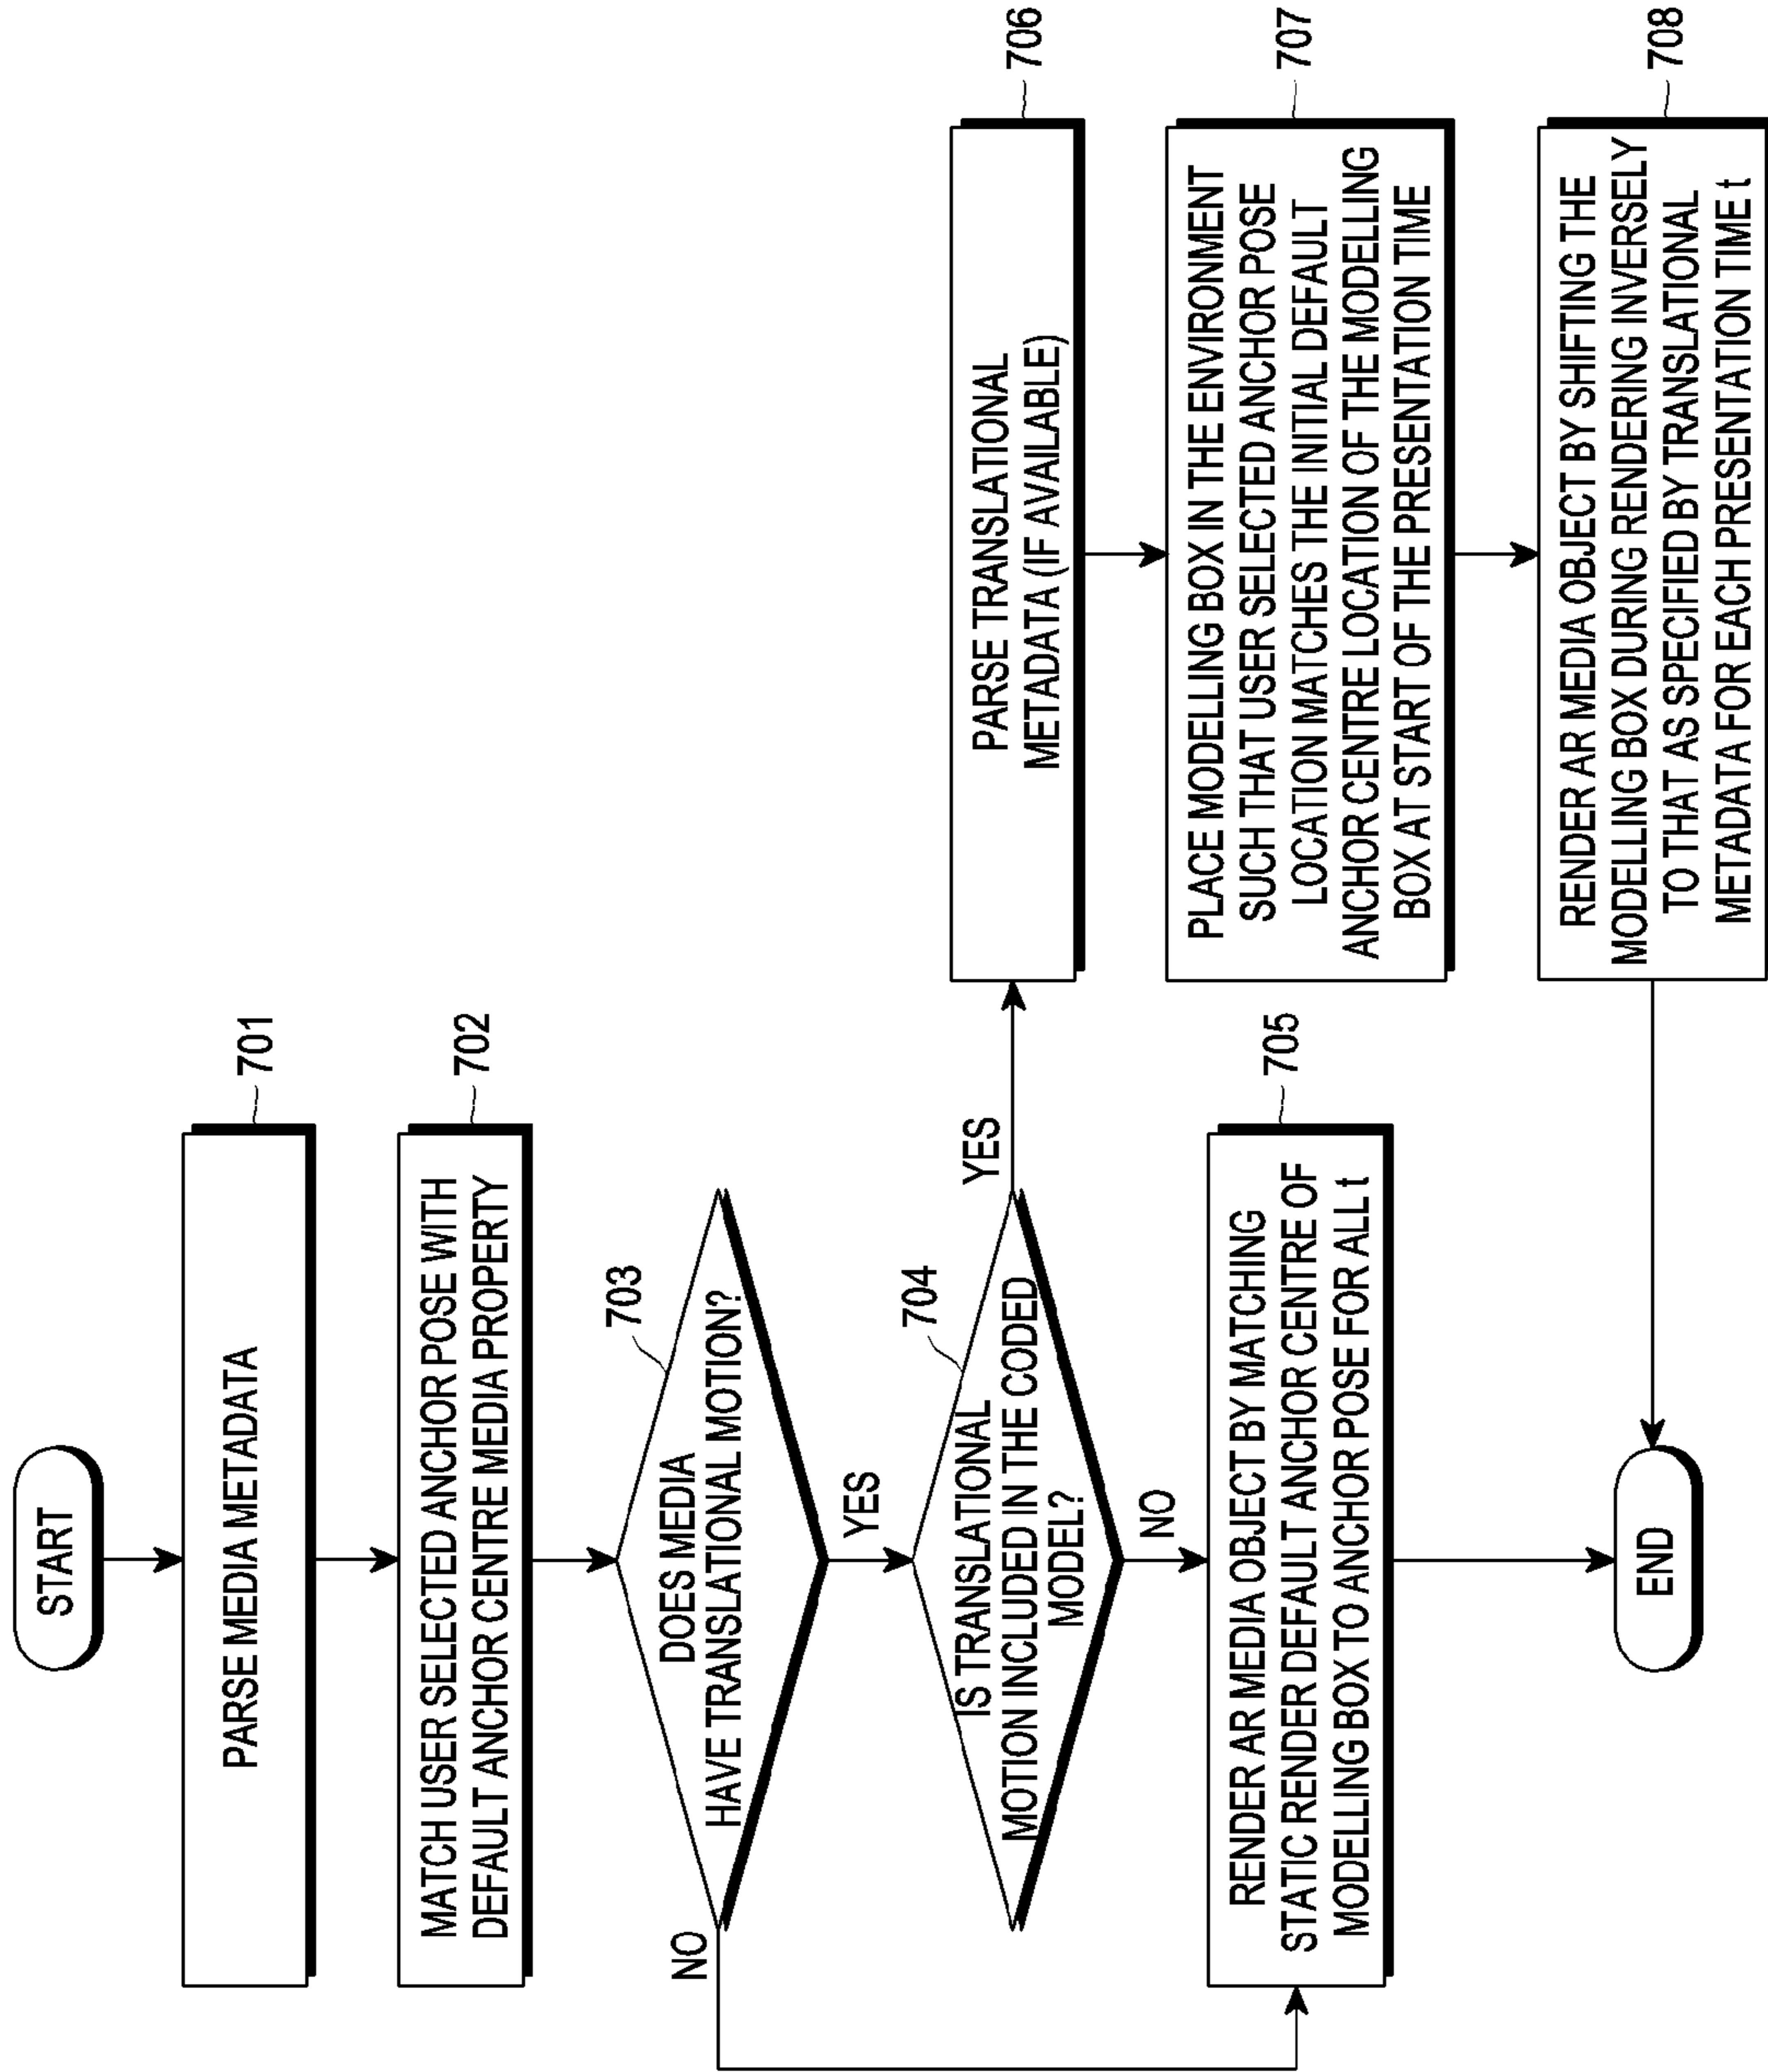 START
PARSE MEDIA METADATA
701
MATCH USER SELECTED ANCHOR POSE WITH
DEFAULT ANCHOR CENTRE MEDIA PROPERTY
702
DOES MEDIA
HAVE TRANSLATIONAL MOTION?
703
NO
YES
IS TRANSLATIONAL
MOTION INCLUDED IN THE CODED
MODEL?
704
YES
NO
RENDER AR MEDIA OBJECT BY MATCHING
STATIC RENDER DEFAULT ANCHOR CENTRE OF
MODELLING BOX TO ANCHOR POSE FOR ALL t
705
PARSE TRANSLATIONAL
METADATA (IF AVAILABLE)
706
PLACE MODELLING BOX IN THE ENVIRONMENT
SUCH THAT USER SELECTED ANCHOR POSE
LOCATION MATCHES THE INITIAL DEFAULT
ANCHOR CENTRE LOCATION OF THE MODELLING
BOX AT START OF THE PRESENTATION TIME
707
RENDER AR MEDIA OBJECT BY SHIFTING THE
MODELLING BOX DURING RENDERING INVERSELY
TO THAT AS SPECIFIED BY TRANSLATIONAL
METADATA FOR EACH PRESENTATION TIME t
708
END